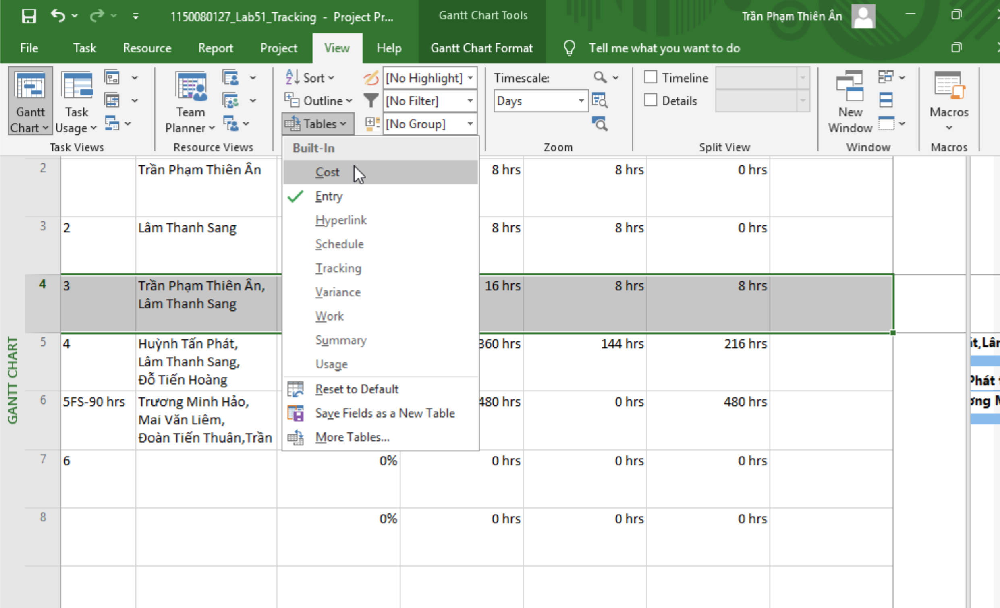 1150080127_Lab51_Tracking - Project Pr...
Gantt Chart Tools
Trần Phạm Thiên Ân
File Task Resource Report Project View Help Gantt Chart Format Tell me what you want to do
Gantt Chart
Task Usage
Task Views
Team Planner
Resource Views
Sort
Outline
Tables
[No Highlight]
[No Filter]
[No Group]
Timescale:
Days
Zoom
Timeline
Details
Split View
New Window
Window
Macros
Macros
Built-In
Cost
Entry
Hyperlink
Schedule
Tracking
Variance
Work
Summary
Usage
Reset to Default
Save Fields as a New Table
More Tables...
GANTT CHART
2 Trần Phạm Thiên Ân 8 hrs 8 hrs 0 hrs
3 2 Lâm Thanh Sang 8 hrs 8 hrs 0 hrs
4 3 Trần Phạm Thiên Ân, 16 hrs 8 hrs 8 hrs
Lâm Thanh Sang
5 4 Huỳnh Tấn Phát, 360 hrs 144 hrs 216 hrs
Lâm Thanh Sang,
Đỗ Tiến Hoàng
6 5FS-90 hrs Trương Minh Hảo, 480 hrs 0 hrs 480 hrs
Mai Văn Liêm,
Đoàn Tiến Thuân,Trần
7 6 0% 0 hrs 0 hrs 0 hrs
8 0% 0 hrs 0 hrs 0 hrs